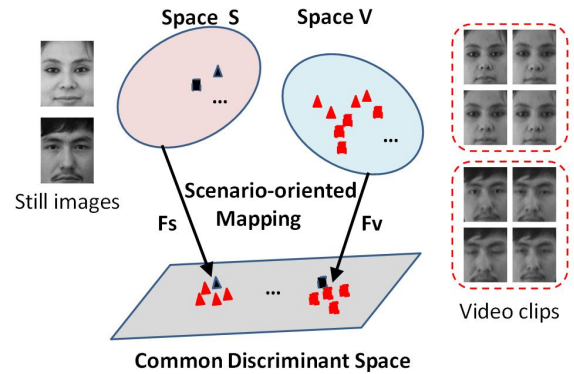 Space S
Space V
...
...
Still images
Scenario-oriented
Mapping
Fs
Fv
...
Video clips
Common Discriminant Space